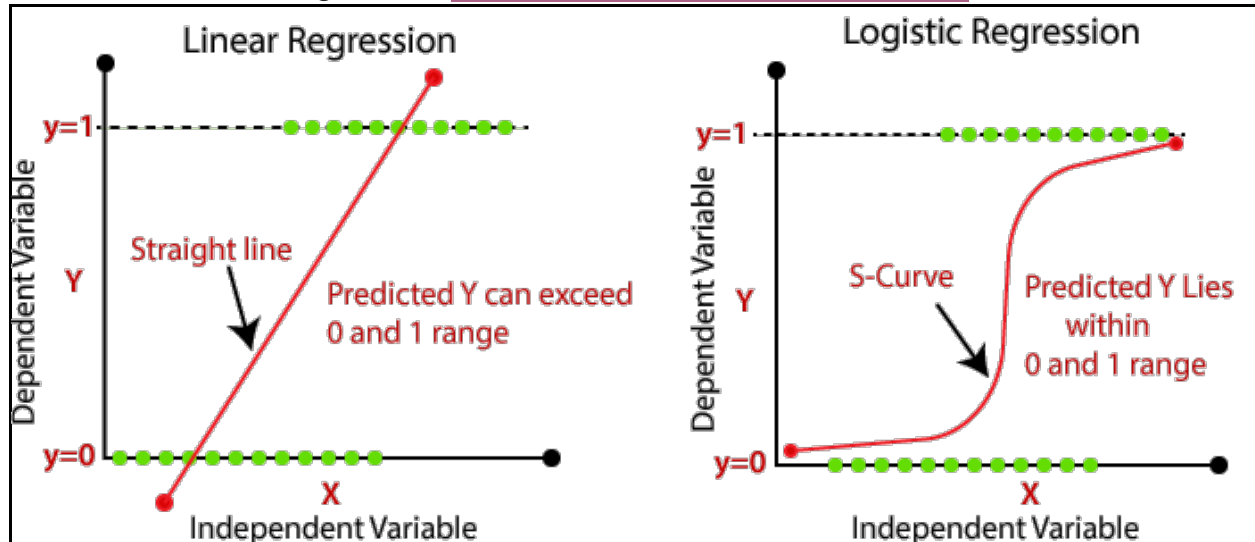 Linear Regression
y=1
Dependent Variable
Y
Straight line
Predicted Y can exceed
0 and 1 range
y=0
X
Independent Variable
Logistic Regression
y=1
Dependent Variable
Y
S-Curve
Predicted Y Lies
within
0 and 1 range
y=0
X
Independent Variable